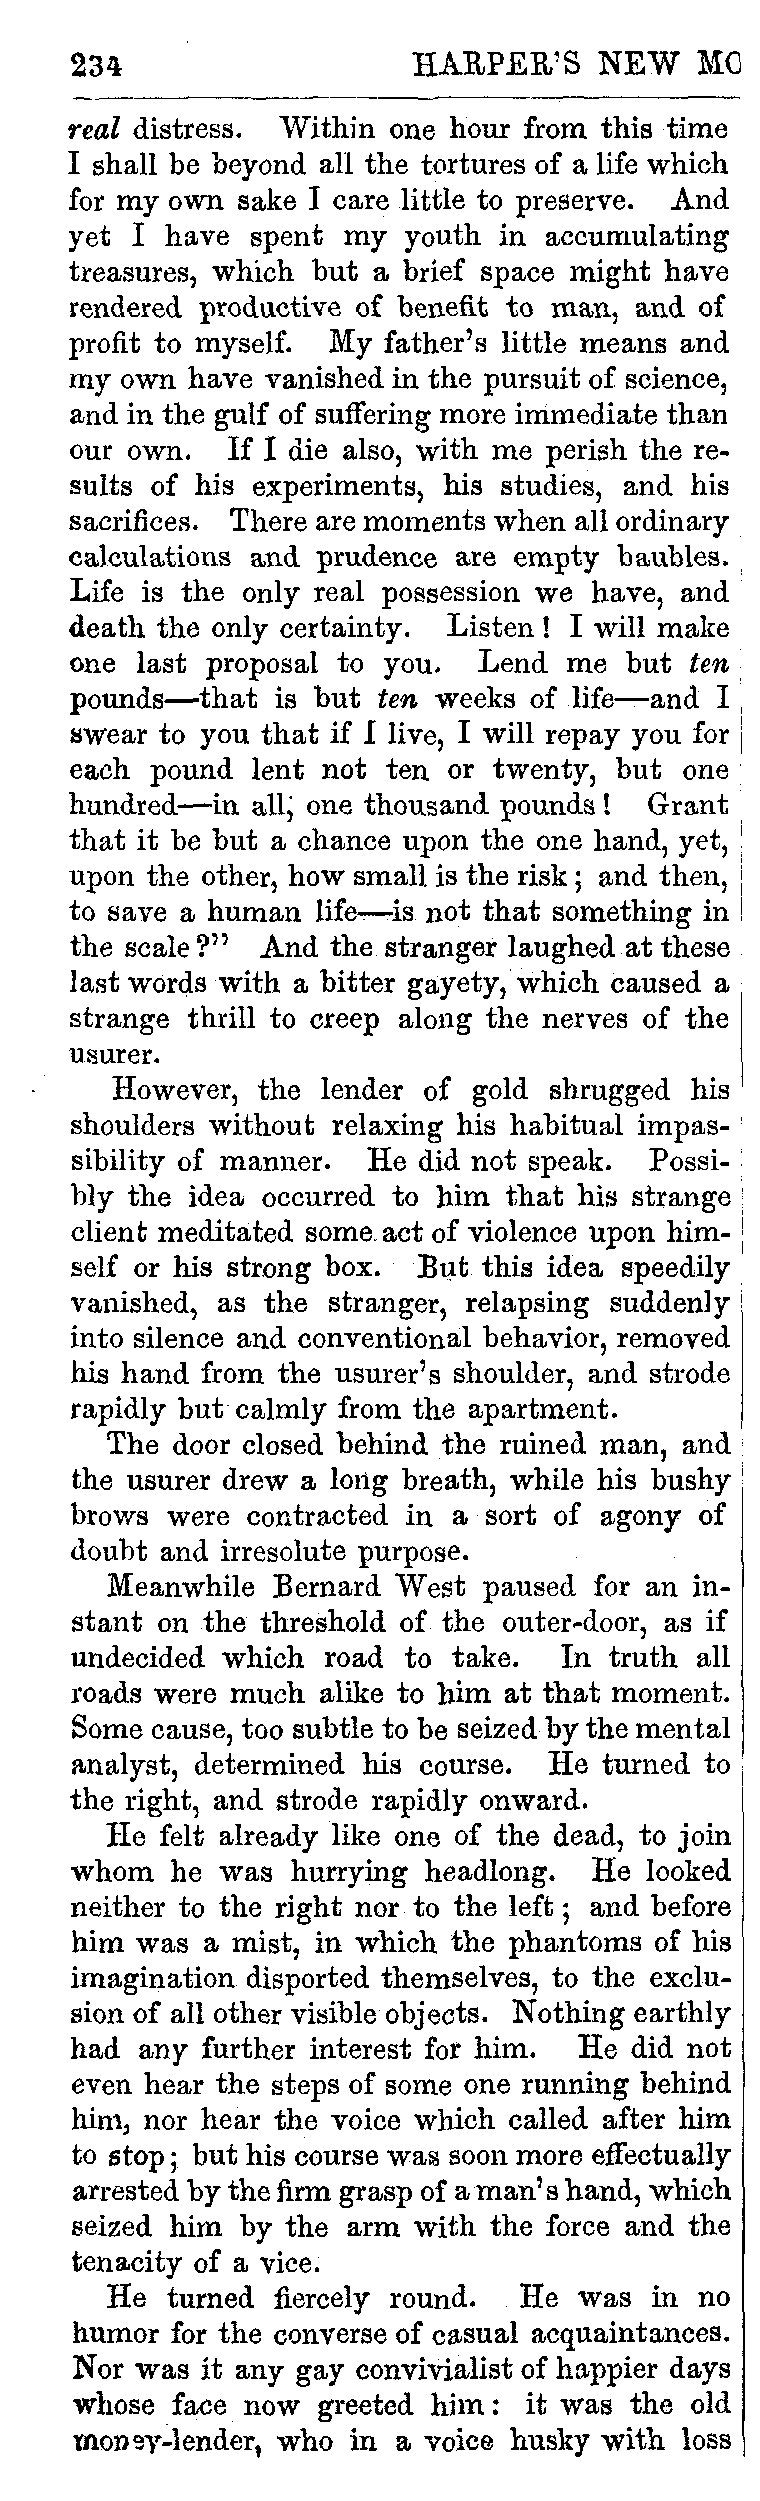 234 HARPER'S NEW MO
real distress. Within one hour from this time
I shall be beyond all the tortures of a life which
for my own sake I care little to preserve. And
yet I have spent my youth in accumulating
treasures, which but a brief space might have
rendered productive of benefit to man, and of
profit to myself. My father's little means and
my own have vanished in the pursuit of science,
and in the gulf of suffering more immediate than
our own. If I die also, with me perish the re-
sults of his experiments, his studies, and his
sacrifices. There are moments when all ordinary
calculations and prudence are empty baubles.
Life is the only real possession we have, and
death the only certainty. Listen! I will make
one last proposal to you. Lend me but ten
pounds—that is but ten weeks of life—and I
swear to you that if I live, I will repay you for
each pound lent not ten or twenty, but one
hundred—in all, one thousand pounds! Grant
that it be but a chance upon the one hand, yet,
upon the other, how small is the risk; and then,
to save a human life—is not that something in
the scale?" And the stranger laughed at these
last words with a bitter gayety, which caused a
strange thrill to creep along the nerves of the
usurer.
However, the lender of gold shrugged his
shoulders without relaxing his habitual impas-
sibility of manner. He did not speak. Possi-
bly the idea occurred to him that his strange
client meditated some act of violence upon him-
self or his strong box. But this idea speedily
vanished, as the stranger, relapsing suddenly
into silence and conventional behavior, removed
his hand from the usurer's shoulder, and strode
rapidly but calmly from the apartment.
The door closed behind the ruined man, and
the usurer drew a long breath, while his bushy
brows were contracted in a sort of agony of
doubt and irresolute purpose.
Meanwhile Bernard West paused for an in-
stant on the threshold of the outer-door, as if
undecided which road to take. In truth all
roads were much alike to him at that moment.
Some cause, too subtle to be seized by the mental
analyst, determined his course. He turned to
the right, and strode rapidly onward.
He felt already like one of the dead, to join
whom he was hurrying headlong. He looked
neither to the right nor to the left; and before
him was a mist, in which the phantoms of his
imagination disported themselves, to the exclu-
sion of all other visible objects. Nothing earthly
had any further interest for him. He did not
even hear the steps of some one running behind
him, nor hear the voice which called after him
to stop; but his course was soon more effectually
arrested by the firm grasp of a man's hand, which
seized him by the arm with the force and the
tenacity of a vice.
He turned fiercely round. He was in no
humor for the converse of casual acquaintances.
Nor was it any gay convivialist of happier days
whose face now greeted him: it was the old
money-lender, who in a voice husky with loss